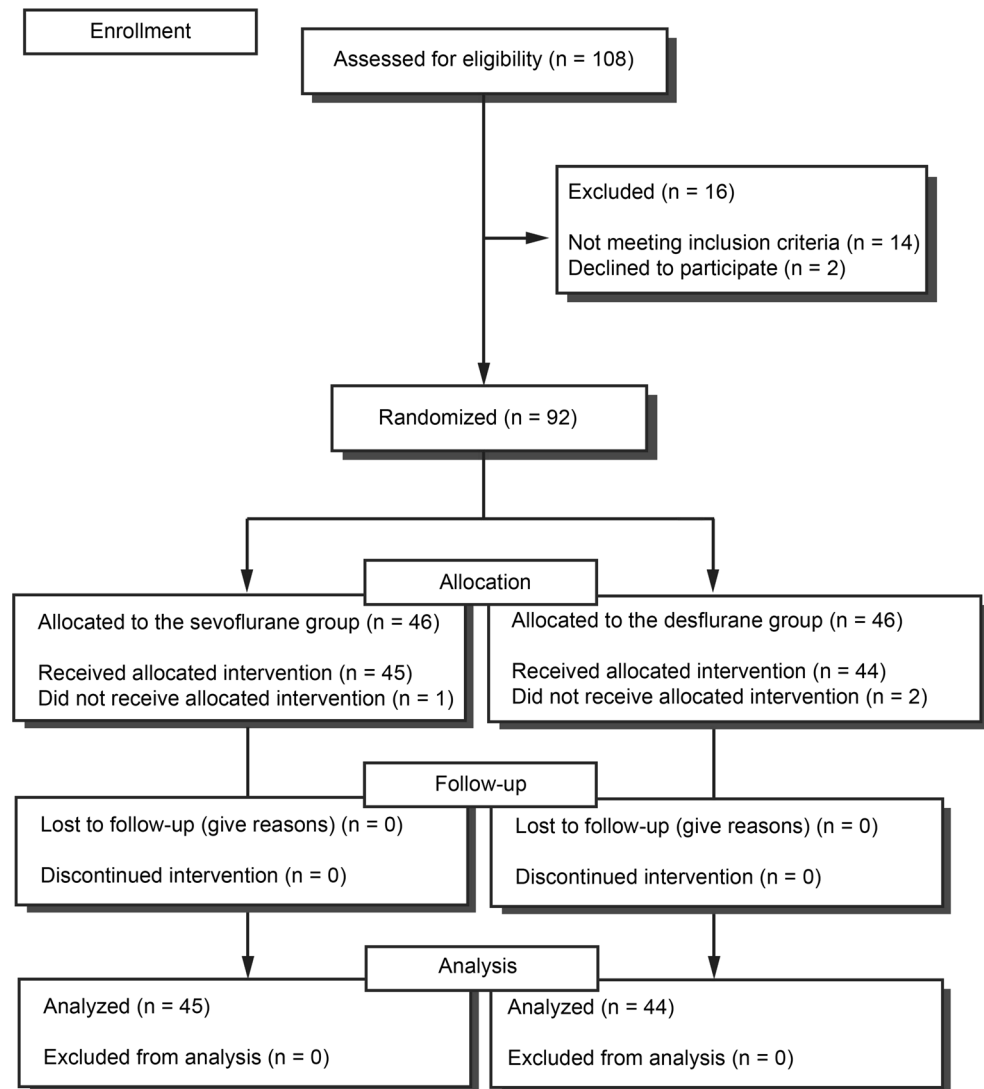 Enrollment
Assessed for eligibility (n = 108)
Excluded (n = 16)
Not meeting inclusion criteria (n = 14)
Declined to participate (n = 2)
Randomized (n = 92)
Allocation
Allocated to the sevoflurane group (n = 46)
Received allocated intervention (n = 45)
Did not receive allocated intervention (n = 1)
Allocated to the desflurane group (n = 46)
Received allocated intervention (n = 44)
Did not receive allocated intervention (n = 2)
Follow-up
Lost to follow-up (give reasons) (n = 0)
Discontinued intervention (n = 0)
Lost to follow-up (give reasons) (n = 0)
Discontinued intervention (n = 0)
Analysis
Analyzed (n = 45)
Excluded from analysis (n = 0)
Analyzed (n = 44)
Excluded from analysis (n = 0)